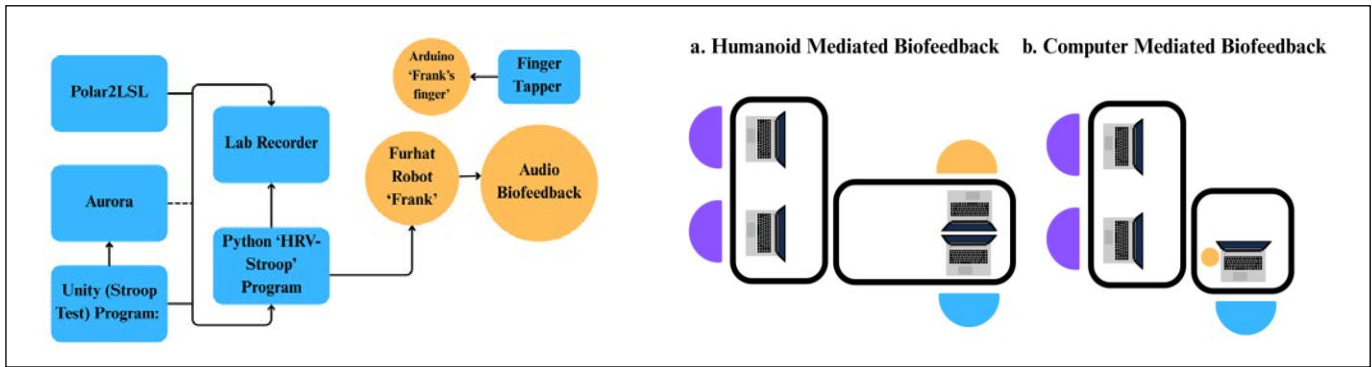 Polar2LSL
Aurora
Unity (Stroop
Test) Program:
Lab Recorder
Python ‘HRV-
Stroop’
Program
Arduino
‘Frank's
finger’
Finger
Tapper
Furhat
Robot
‘Frank’
Audio
Biofeedback
a. Humanoid Mediated Biofeedback
b. Computer Mediated Biofeedback